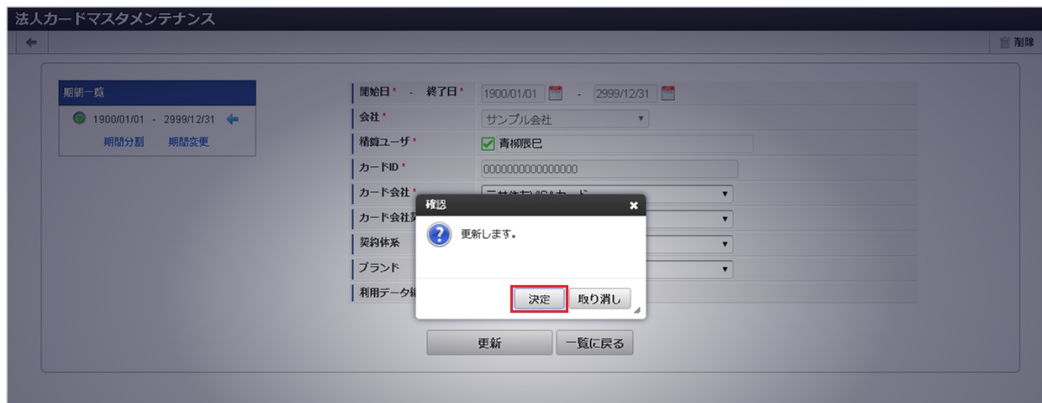 法人カードマスタメンテナンス
削除
期間一覧
1900/01/01 - 2999/12/31
期間分割 期間変更
開始日* - 終了日* 1900/01/01 - 2999/12/31
会社* サンプル会社
精算ユーザ* 青柳辰巳
カードID* 0000000000000000
カード会社*
カード会社
契約体系
ブランド
利用データ
確認
更新します。
決定 取り消し
更新 一覧に戻る